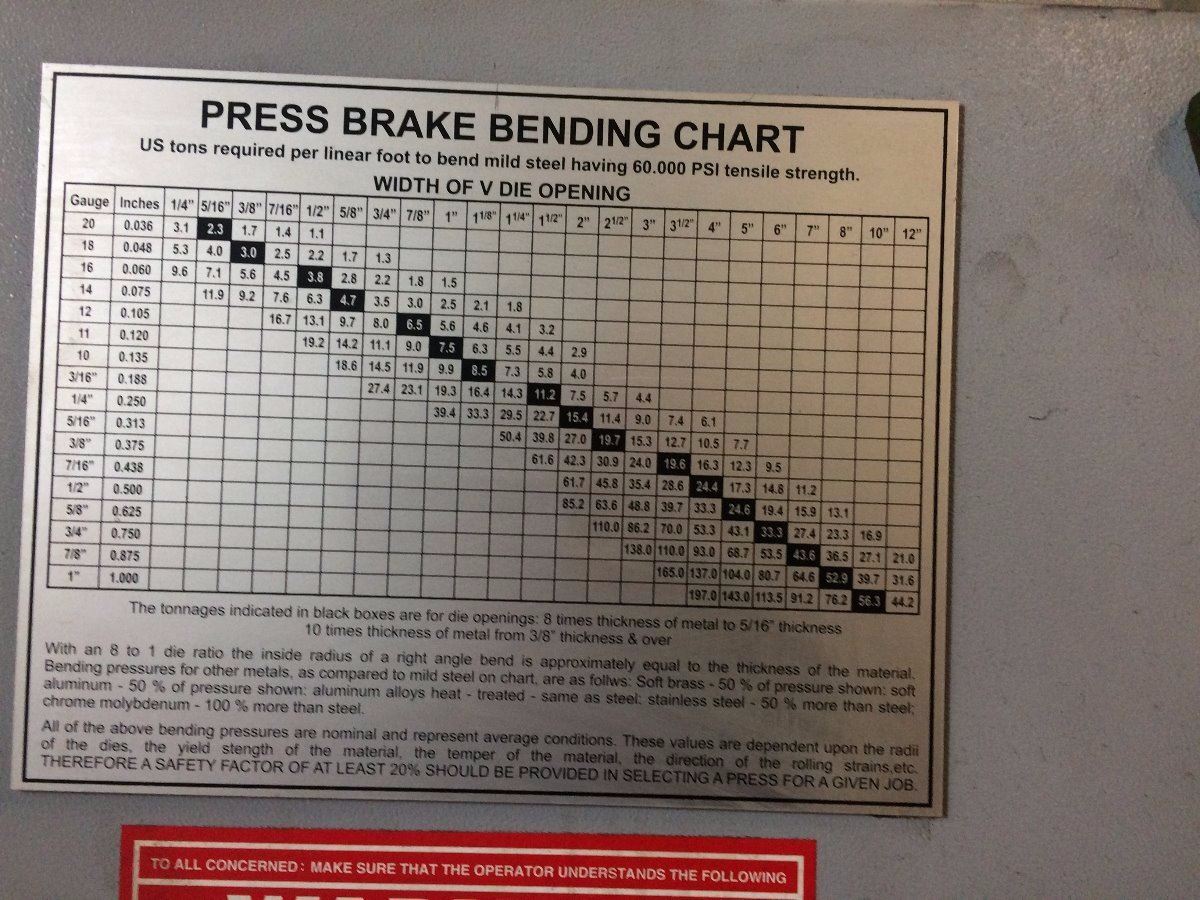 PRESS BRAKE BENDING CHART
US tons required per linear foot to bend mild steel having 60.000 PSI tensile strength.
WIDTH OF V DIE OPENING
Gauge Inches 1/4" 5/16" 3/8" 7/16" 1/2" 5/8" 3/4" 7/8" 1" 1 1/8" 1 1/4" 1 1/2" 2" 2 1/2" 3" 3 1/2" 4" 5" 6" 7" 8" 10" 12"
20 0.036 3.1 2.3 1.7 1.4 1.1
18 0.048 5.3 4.0 3.0 2.5 2.2 1.7 1.3
16 0.060 9.6 7.1 5.6 4.5 3.8 2.8 2.2 1.8 1.5
14 0.075 11.9 9.2 7.6 6.3 4.7 3.5 3.0 2.5 2.1 1.8
12 0.105 16.7 13.1 9.7 8.0 6.5 5.6 4.6 4.1 3.2
11 0.120 19.2 14.2 11.1 9.0 7.5 6.3 5.5 4.4 2.9
10 0.135 18.6 14.5 11.9 9.9 8.5 7.3 5.8 4.0
3/16" 0.188 27.4 23.1 19.3 16.4 14.3 11.2 7.5 5.7 4.4
1/4" 0.250 39.4 33.3 29.5 22.7 15.4 11.4 9.0 7.4 6.1
5/16" 0.313 50.4 39.8 27.0 19.7 15.3 12.7 10.5 7.7
3/8" 0.375 61.6 42.3 30.9 24.0 19.6 16.3 12.3 9.5
7/16" 0.438 61.7 45.8 35.4 28.6 24.4 17.3 14.8 11.2
1/2" 0.500 85.2 63.6 48.8 39.7 33.3 24.6 19.4 15.9 13.1
5/8" 0.625 110.0 86.2 70.0 53.3 43.1 33.3 27.4 23.3 16.9
3/4" 0.750 138.0 110.0 93.0 68.7 53.5 43.6 36.5 27.1 21.0
7/8" 0.875 165.0 137.0 104.0 80.7 64.6 52.9 39.7 31.6
1" 1.000 197.0 143.0 113.5 91.2 76.2 56.3 44.2
The tonnages indicated in black boxes are for die openings: 8 times thickness of metal to 5/16" thickness
10 times thickness of metal from 3/8" thickness & over
With an 8 to 1 die ratio the inside radius of a right angle bend is approximately equal to the thickness of the material.
Bending pressures for other metals, as compared to mild steel on chart, are as follws: Soft brass - 50 % of pressure shown: soft
aluminum - 50 % of pressure shown: aluminum alloys heat - treated - same as steel: stainless steel - 50 % more than steel;
chrome molybdenum - 100 % more than steel.
All of the above bending pressures are nominal and represent average conditions. These values are dependent upon the radii
of the dies, the yield stength of the material, the temper of the material, the direction of the rolling strains,etc.
THEREFORE A SAFETY FACTOR OF AT LEAST 20% SHOULD BE PROVIDED IN SELECTING A PRESS FOR A GIVEN JOB.
TO ALL CONCERNED: MAKE SURE THAT THE OPERATOR UNDERSTANDS THE FOLLOWING